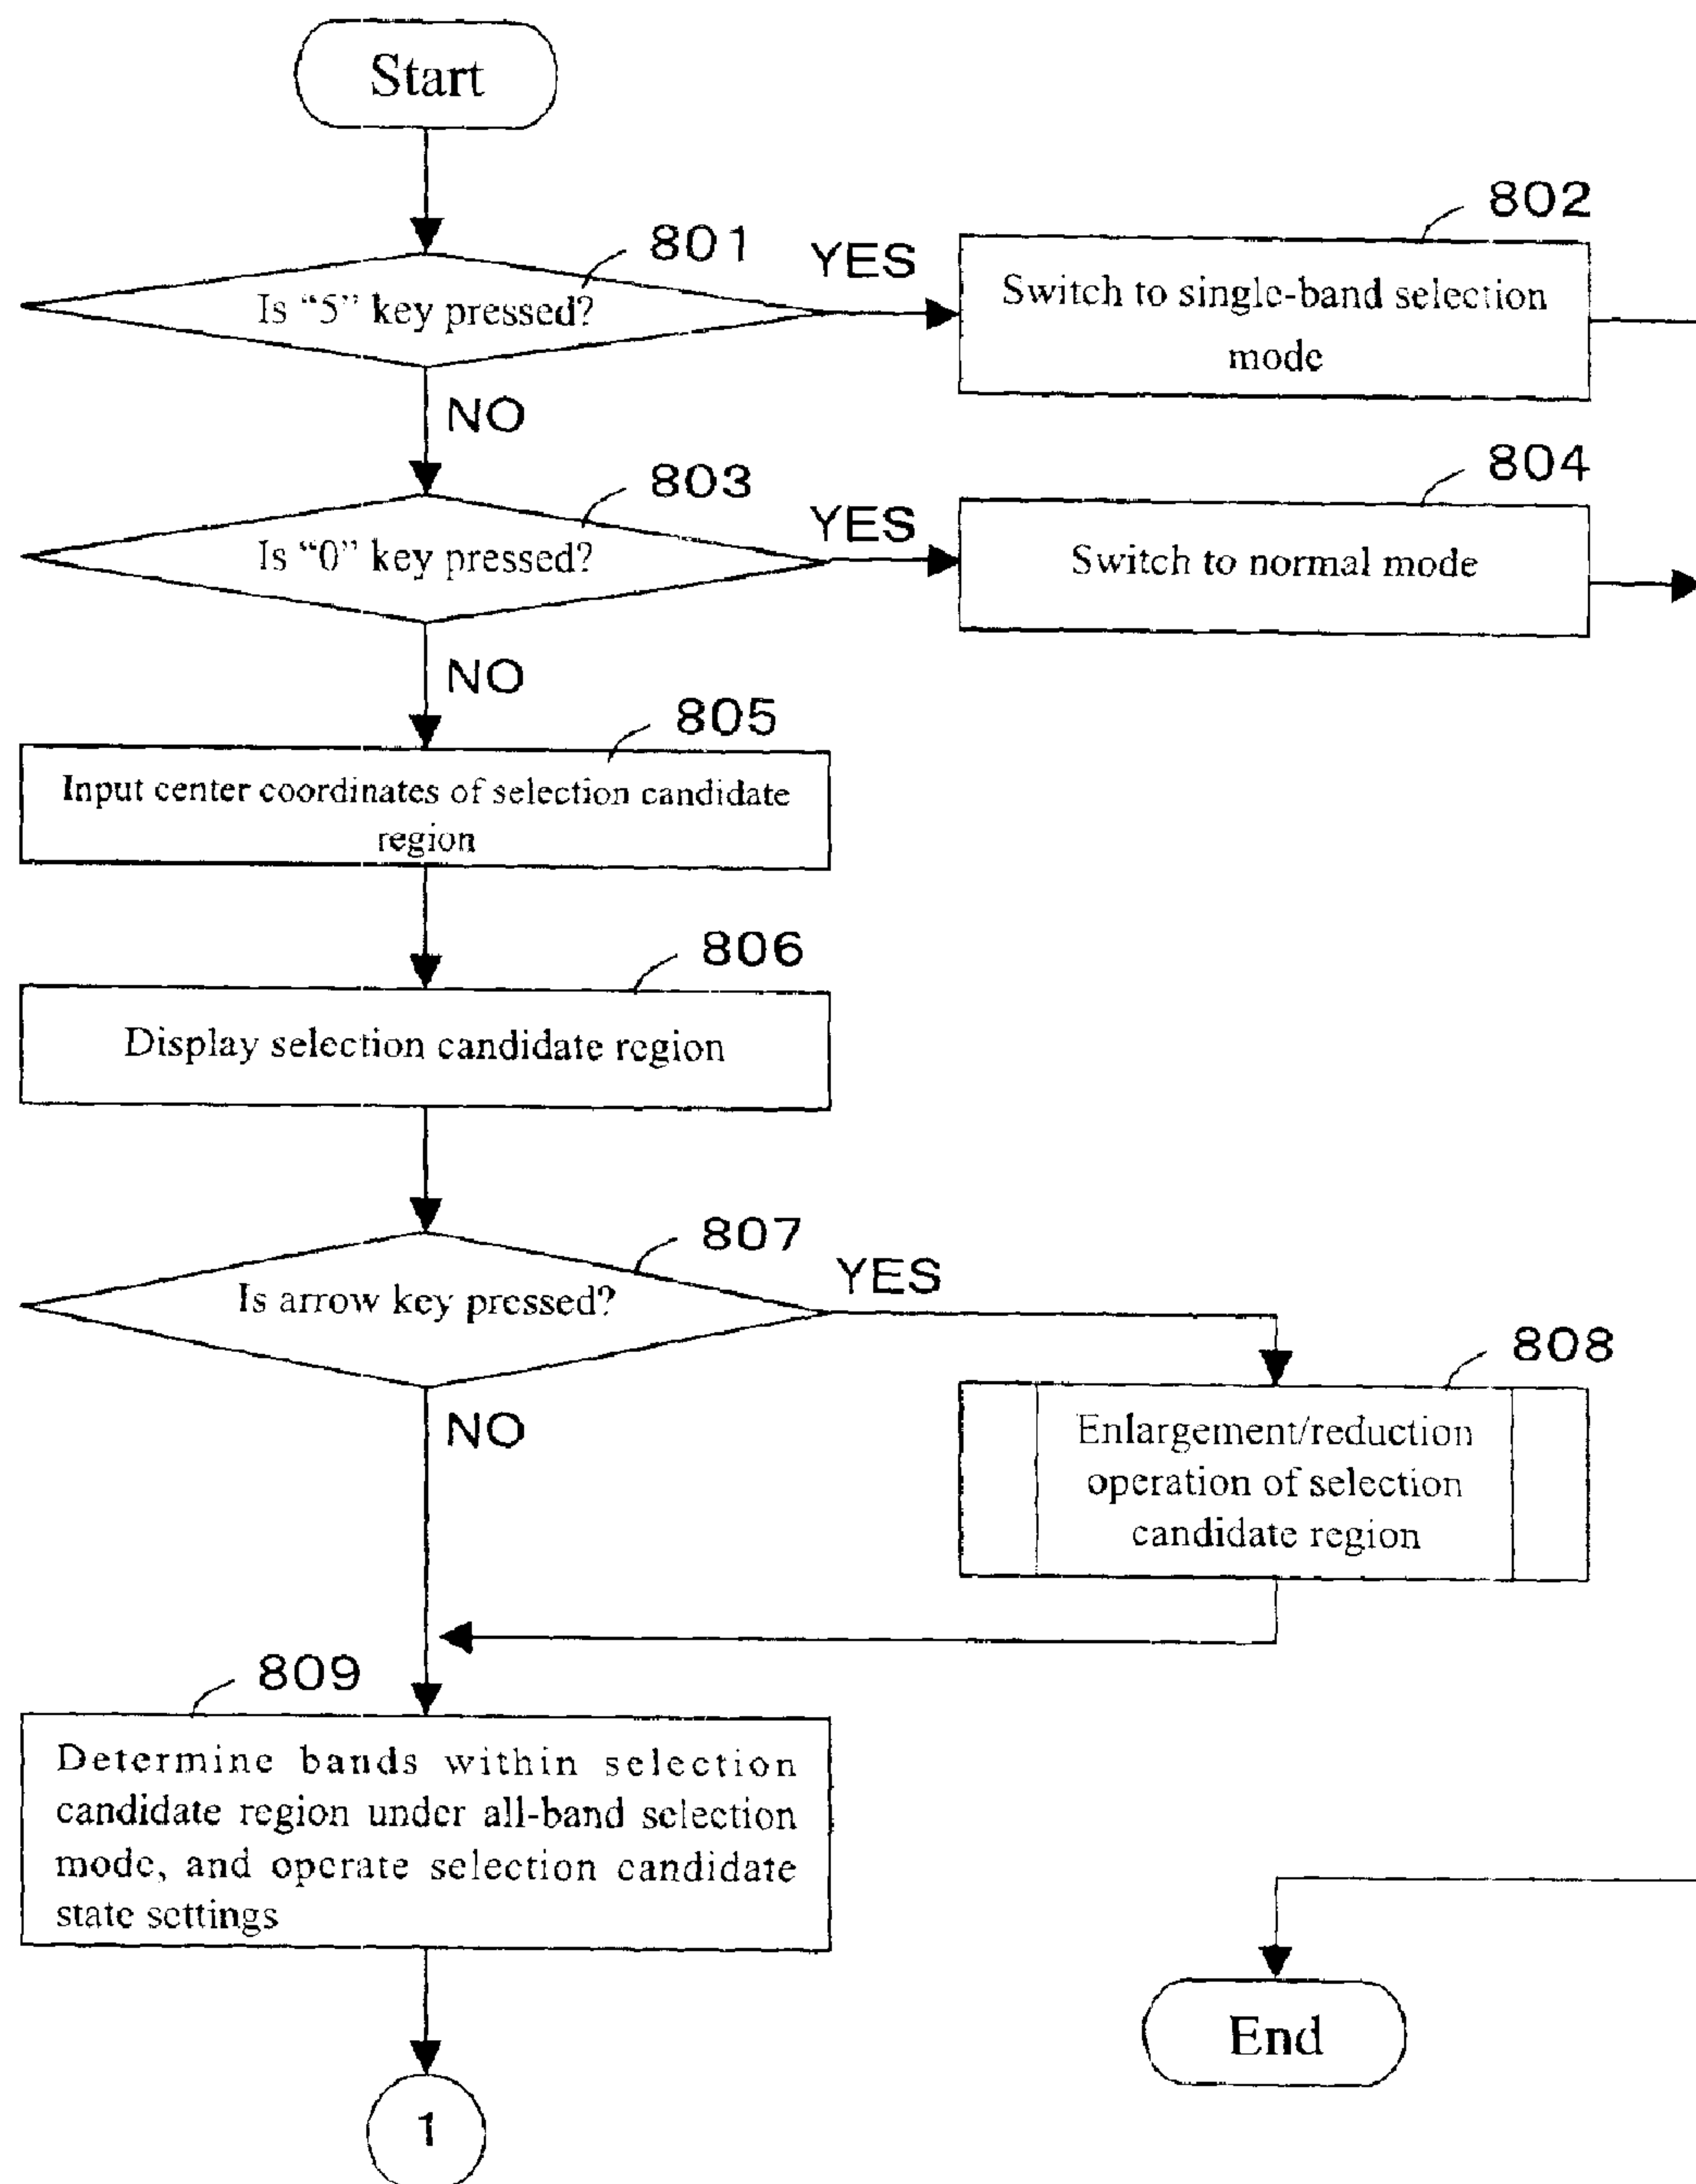 Start
801
Is “5” key pressed?
YES
802
Switch to single-band selection
mode
NO
803
Is “0” key pressed?
YES
804
Switch to normal mode
NO
805
Input center coordinates of selection candidate
region
806
Display selection candidate region
807
Is arrow key pressed?
YES
808
Enlargement/reduction
operation of selection
candidate region
NO
809
Determine bands within selection
candidate region under all-band selection
mode, and operate selection candidate
state settings
End
1